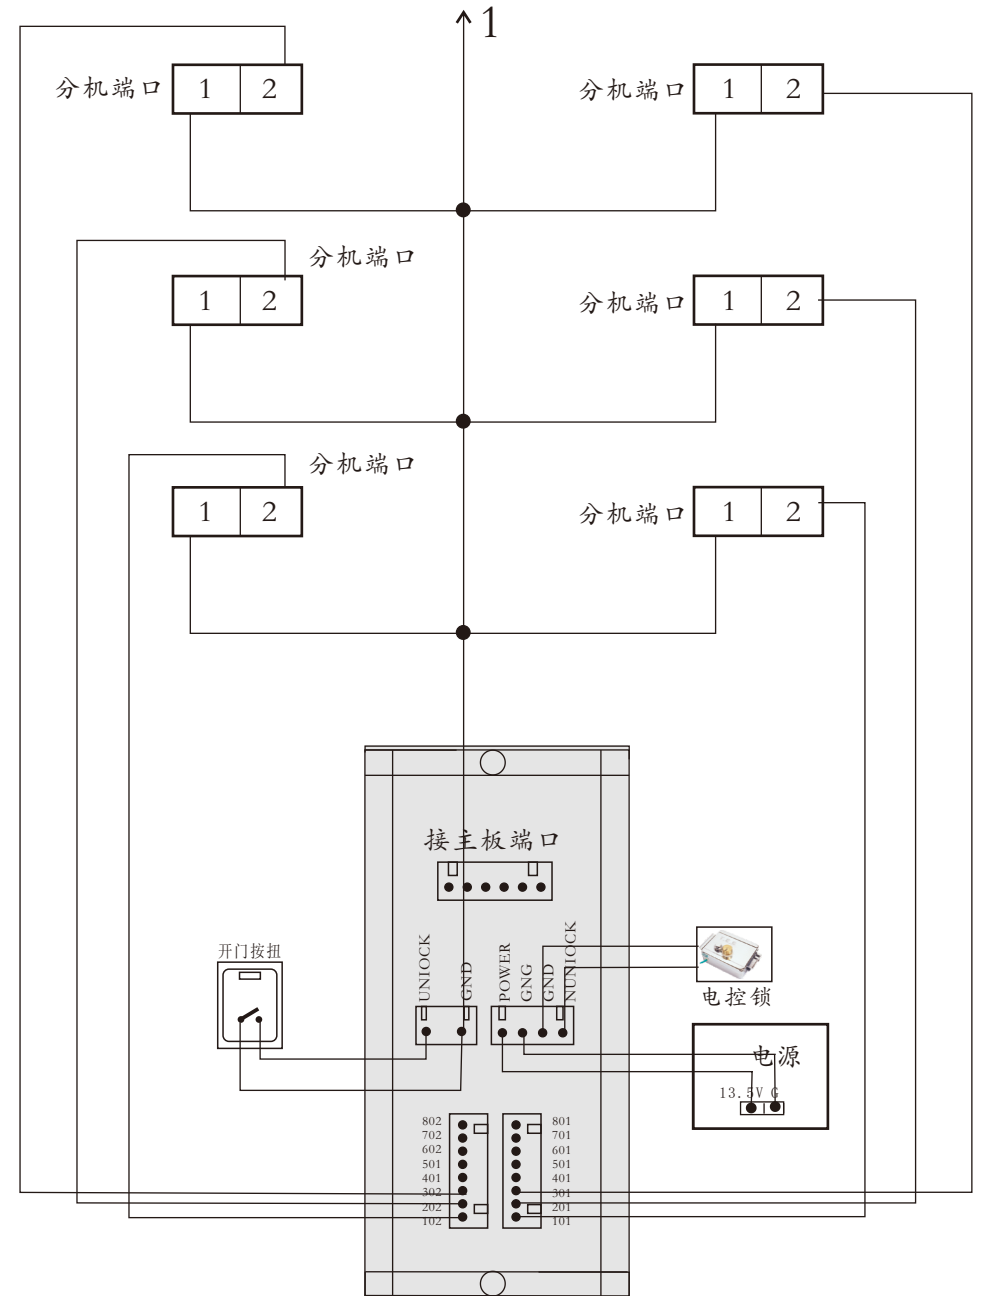 1
分机端口 1 2
分机端口 1 2
分机端口
1 2
分机端口 1 2
分机端口
1 2
分机端口 1 2
接主板端口
UNIOCK
GND
POWER
GNG
GND
NUNIOCK
开门按扭
电控锁
电源
13.5V G
802
702
602
501
401
302
202
102
801
701
601
501
401
301
201
101